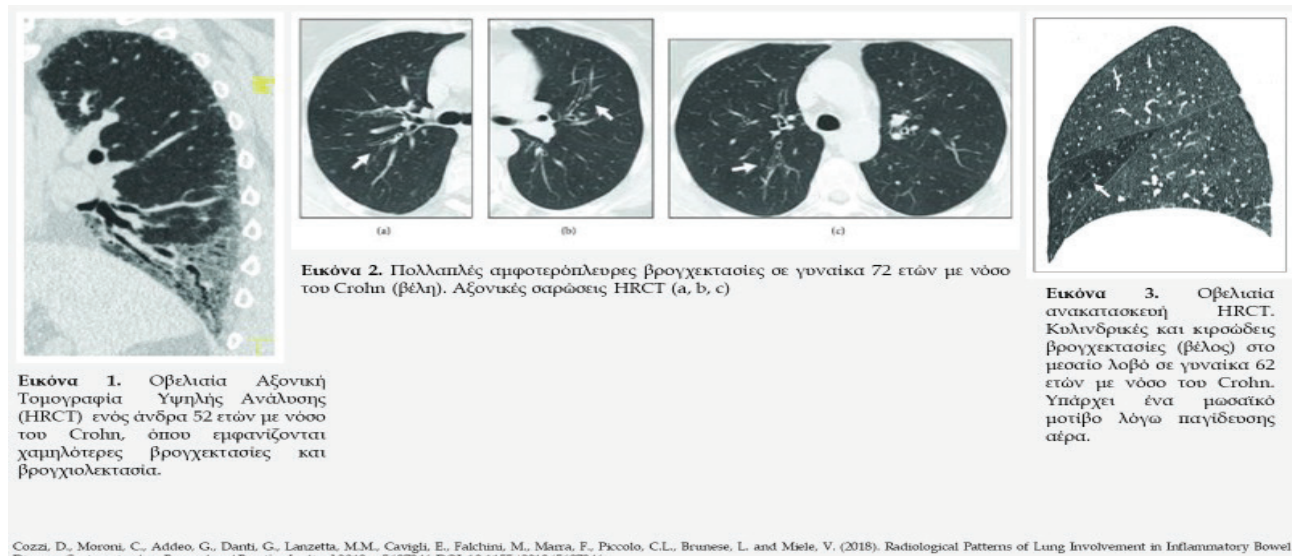 (a)
(b)
(c)
Εικόνα 2. Πολλαπλές αμφοτερόπλευρες βρογχεκτασίες σε γυναίκα 72 ετών με νόσο
του Crohn (βέλη). Αξονικές σαρώσεις HRCT (a, b, c)
Εικόνα 3. Οβελιαία
ανακατασκευή HRCT.
Κυλινδρικές και κιρσώδεις
βρογχεκτασίες (βέλος) στο
μεσαίο λοβό σε γυναίκα 62
ετών με νόσο του Crohn.
Υπάρχει ένα μωσαϊκό
μοτίβο λόγω παγίδευσης
αέρα.
Εικόνα 1. Οβελιαία Αξονική
Τομογραφία Υψηλής Ανάλυσης
(HRCT) ενός άνδρα 52 ετών με νόσο
του Crohn, όπου εμφανίζονται
χαμηλότερες βρογχεκτασίες και
βρογχιολεκτασία.
Cozzi, D., Moroni, C., Addeo, G., Danti, G., Lanzetta, M.M., Cavigli, E., Falchini, M., Marra, F., Piccolo, C.L., Brunese, L. and Miele, V. (2018). Radiological Patterns of Lung Involvement in Inflammatory Bowel